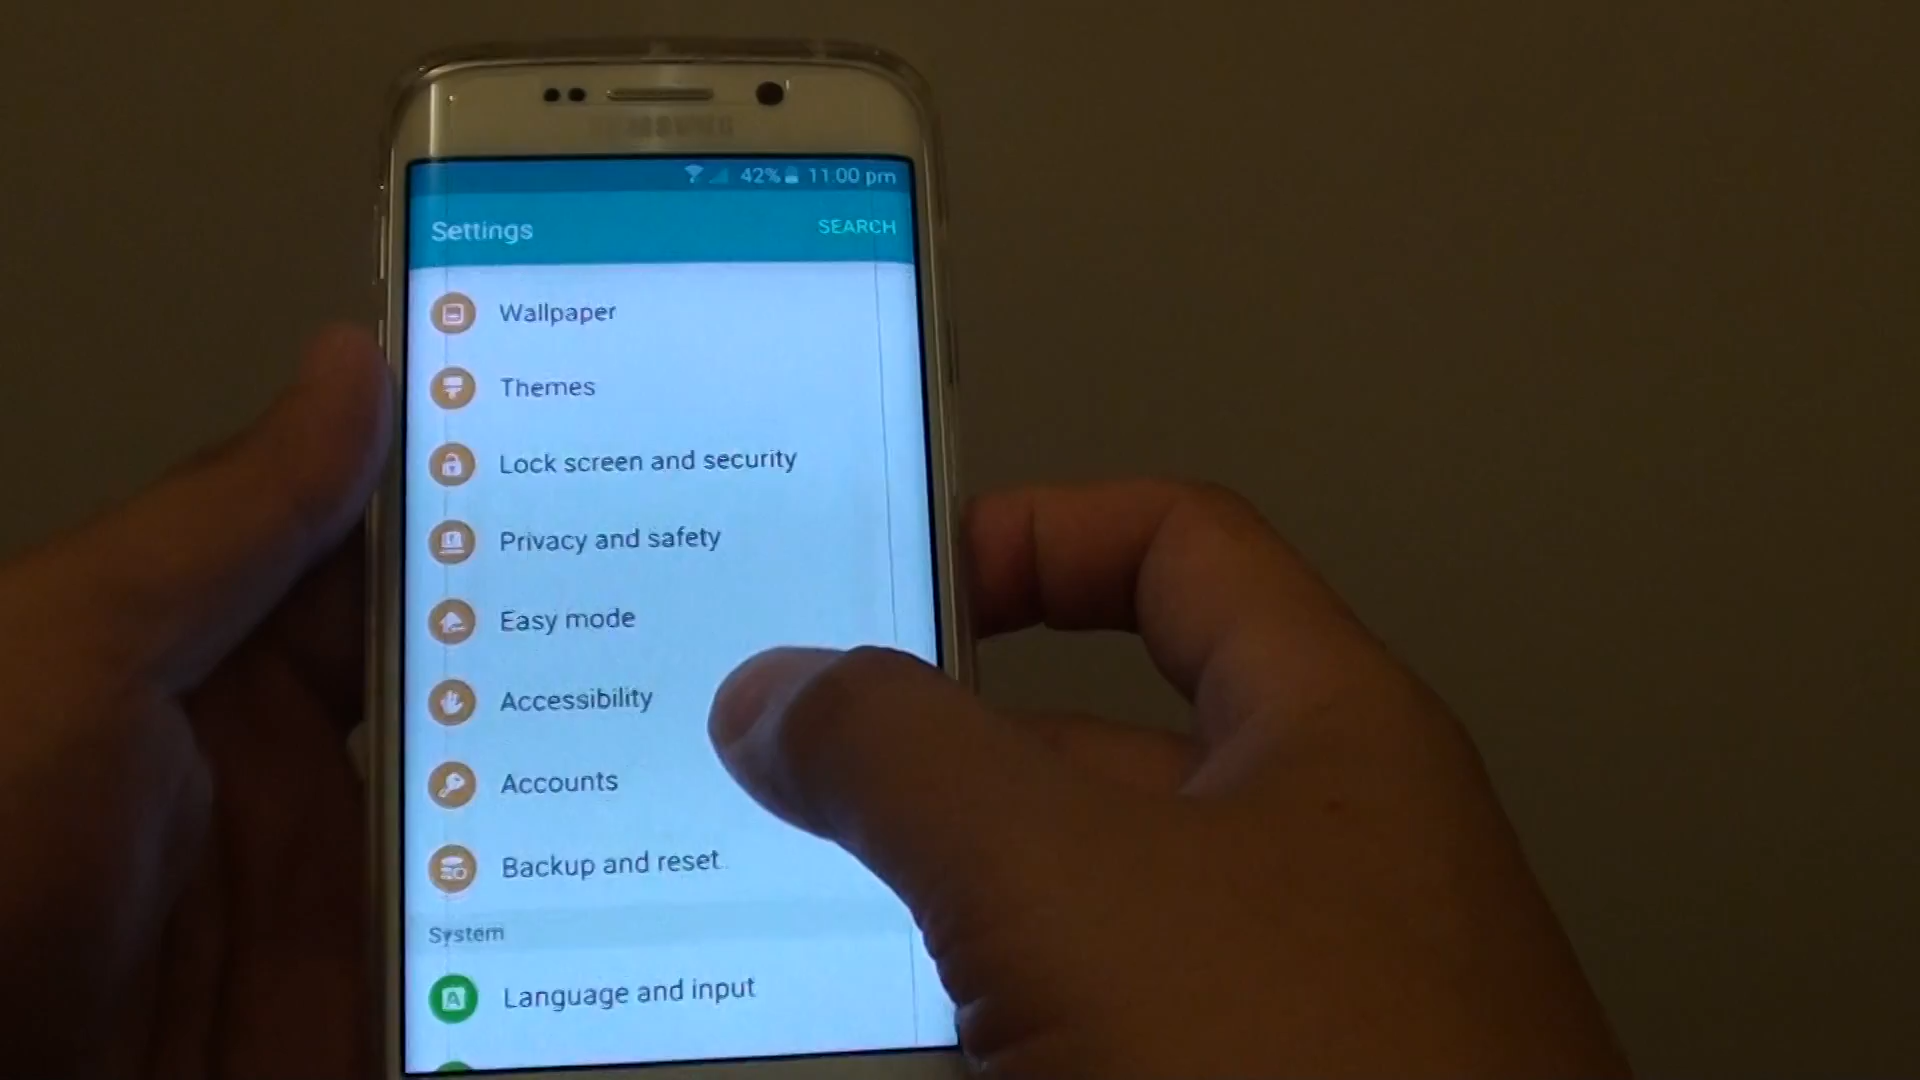 SAMSUNG
42% 11.00 pm
Settings
SEARCH
Wallpaper
Themes
Lock screen and security
Privacy and safety
Easy mode
Accessibility
Accounts
Backup and reset
System
A
Language and input